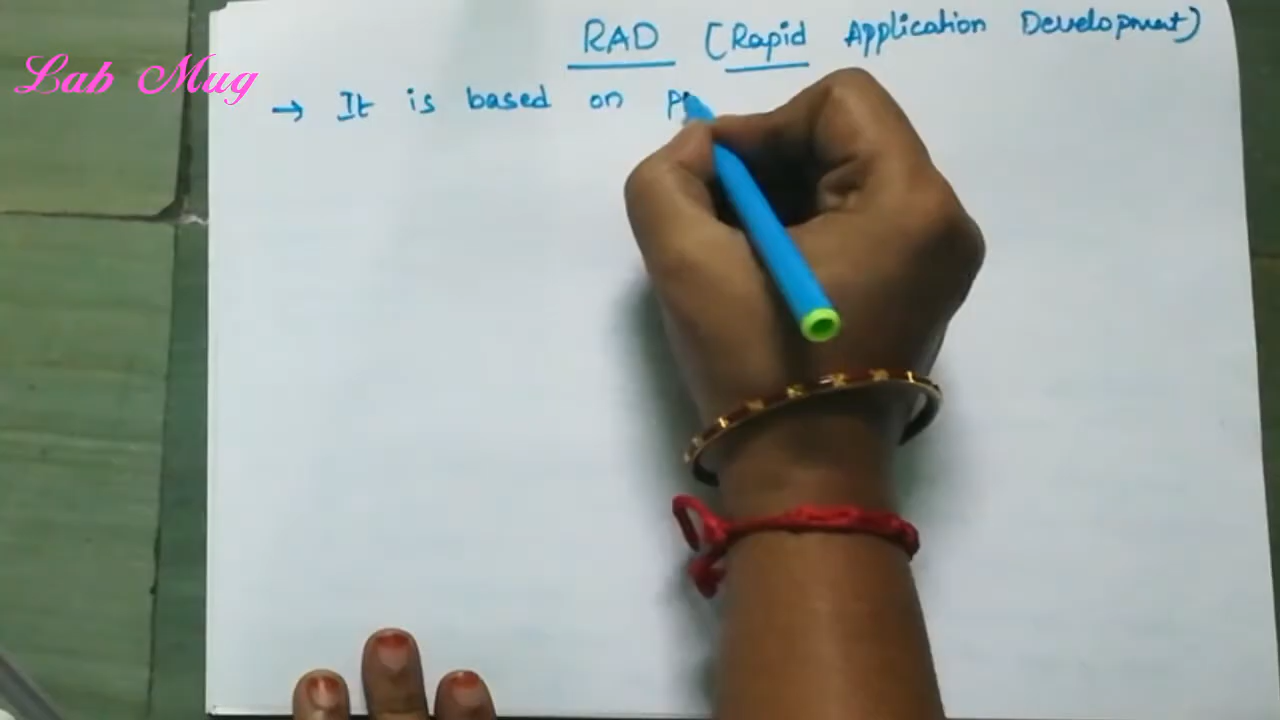 RAD (Rapid Application Development)
Lab Mug
→ It is based on